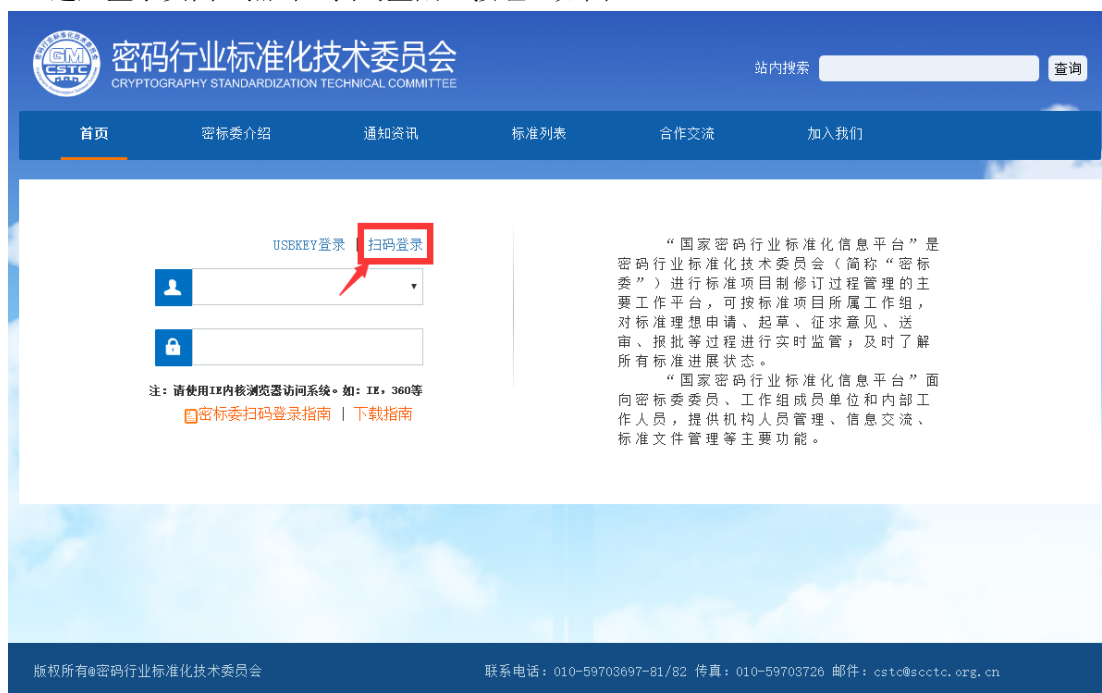 密码行业标准化技术委员会
CRYPTOGRAPHY STANDARDIZATION TECHNICAL COMMITTEE
GM
CSTC
站内搜索
查询
首页 密标委介绍 通知资讯 标准列表 合作交流 加入我们
USBKEY登录 | 扫码登录
注：请使用IE内核浏览器访问系统。如：IE，360等
密标委扫码登录指南 | 下载指南
“国家密码行业标准化信息平台”是
密码行业标准化技术委员会（简称“密标
委”）进行标准项目制修订过程管理的主
要工作平台，可按标准项目所属工作组，
对标准理想申请、起草、征求意见、送
审、报批等过程进行实时监管；及时了解
所有标准进展状态。
“国家密码行业标准化信息平台”面
向密标委委员、工作组成员单位和内部工
作人员，提供机构人员管理、信息交流、
标准文件管理等主要功能。
版权所有@密码行业标准化技术委员会
联系电话：010-59703697-81/82 传真：010-59703726 邮件：cstc@scctc.org.cn